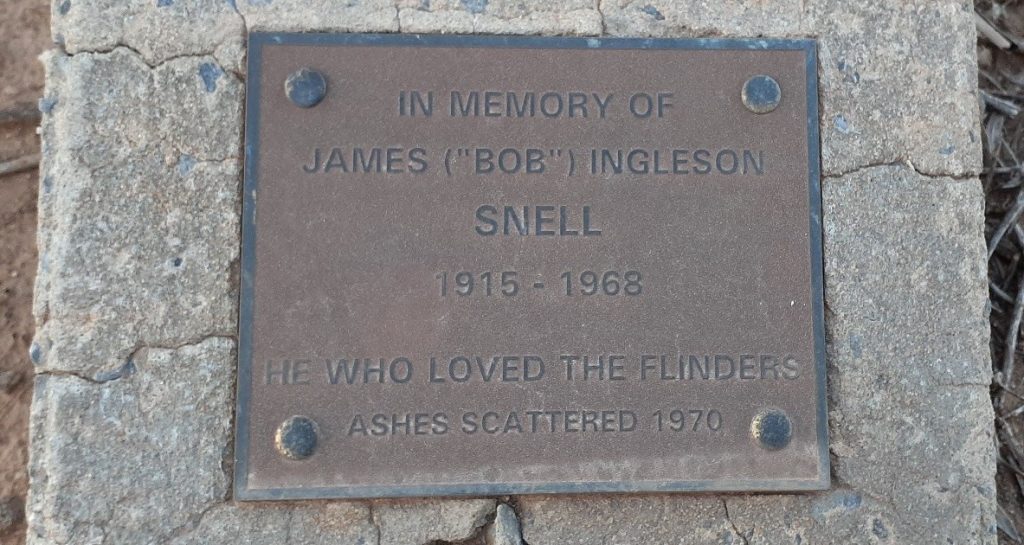 IN MEMORY OF
JAMES ("BOB") INGLESON
SNELL
1915 - 1968
HE WHO LOVED THE FLINDERS
ASHES SCATTERED 1970